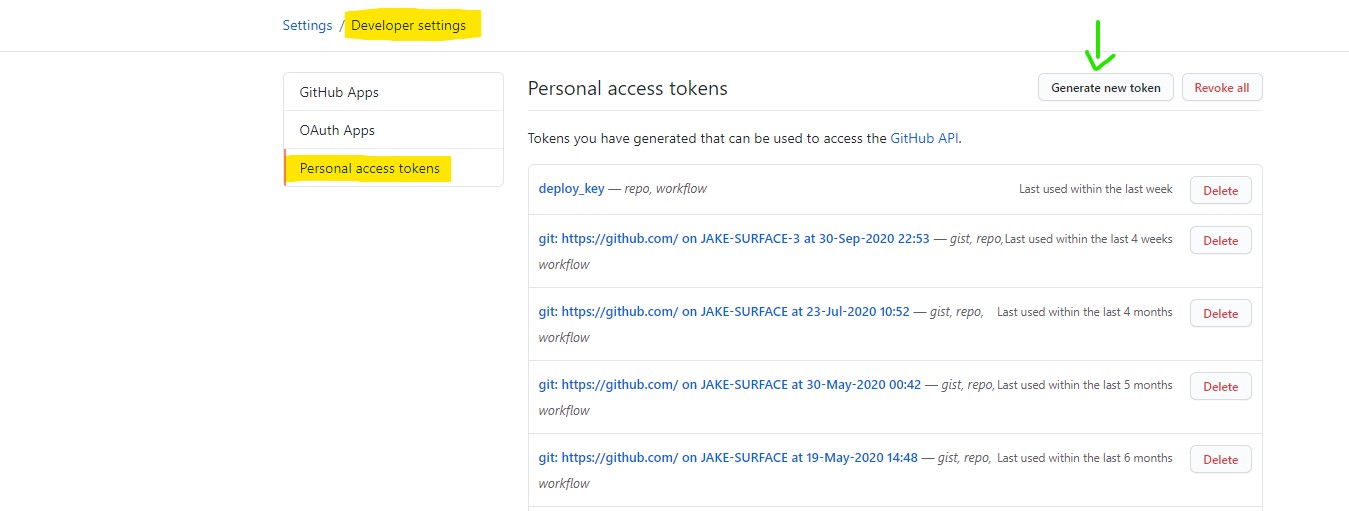 Settings / Developer settings
GitHub Apps
OAuth Apps
Personal access tokens
Personal access tokens
Generate new token
Revoke all
Tokens you have generated that can be used to access the GitHub API.
deploy_key — repo, workflow
Last used within the last week
Delete
git: https://github.com/ on JAKE-SURFACE-3 at 30-Sep-2020 22:53 — gist, repo,
workflow
Last used within the last 4 weeks
Delete
git: https://github.com/ on JAKE-SURFACE at 23-Jul-2020 10:52 — gist, repo,
workflow
Last used within the last 4 months
Delete
git: https://github.com/ on JAKE-SURFACE at 30-May-2020 00:42 — gist, repo,
workflow
Last used within the last 5 months
Delete
git: https://github.com/ on JAKE-SURFACE at 19-May-2020 14:48 — gist, repo,
workflow
Last used within the last 6 months
Delete